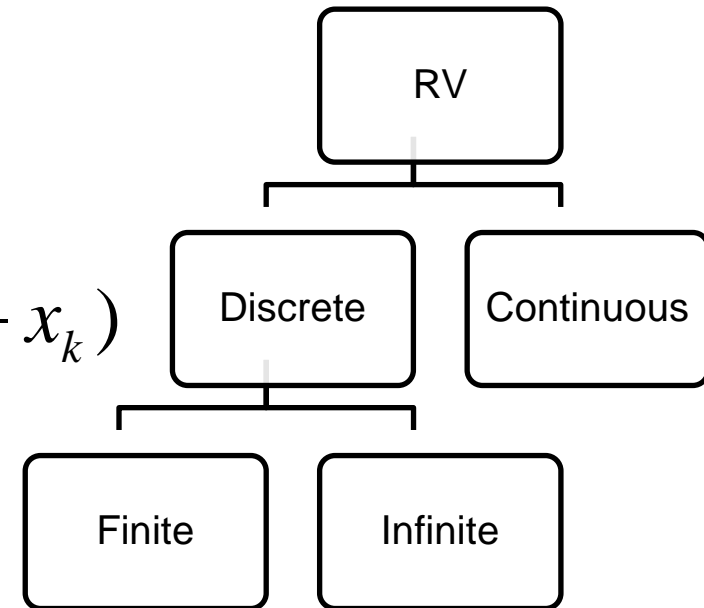 RV
- x_k)
Discrete
Continuous
Finite
Infinite